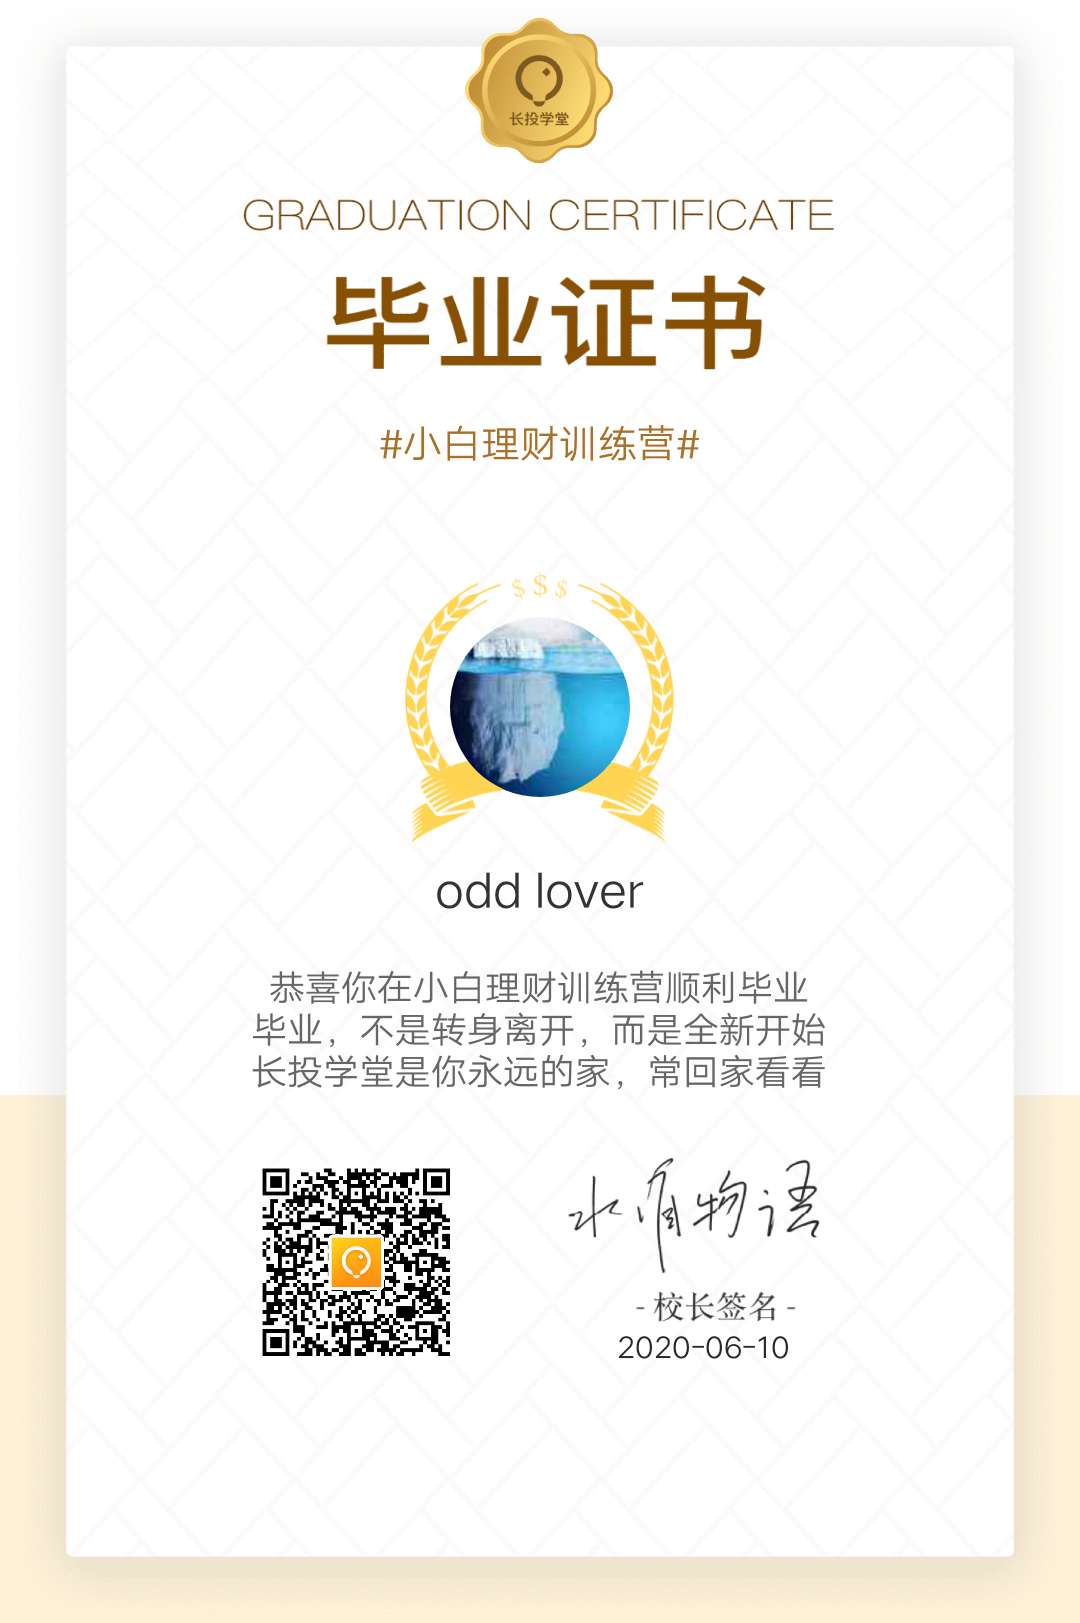 长投学堂
GRADUATION CERTIFICATE
毕业证书
#小白理财训练营#
$ $ $
odd lover
恭喜你在小白理财训练营顺利毕业
毕业，不是转身离开，而是全新开始
长投学堂是你永远的家，常回家看看
水湄物语
- 校长签名 -
2020-06-10